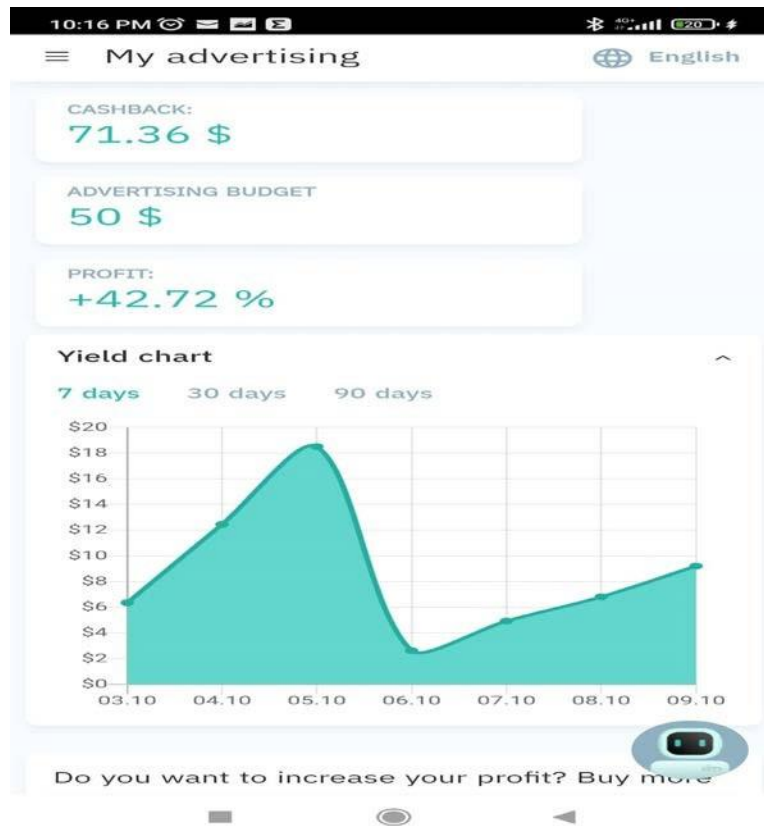 10:16 PM
4G+ 20
My advertising
English
CASHBACK:
71.36 $
ADVERTISING BUDGET
50 $
PROFIT:
+42.72 %
Yield chart
7 days 30 days 90 days
$20
$18
$16
$14
$12
$10
$8
$6
$4
$2
$0
03.10 04.10 05.10 06.10 07.10 08.10 09.10
Do you want to increase your profit? Buy more